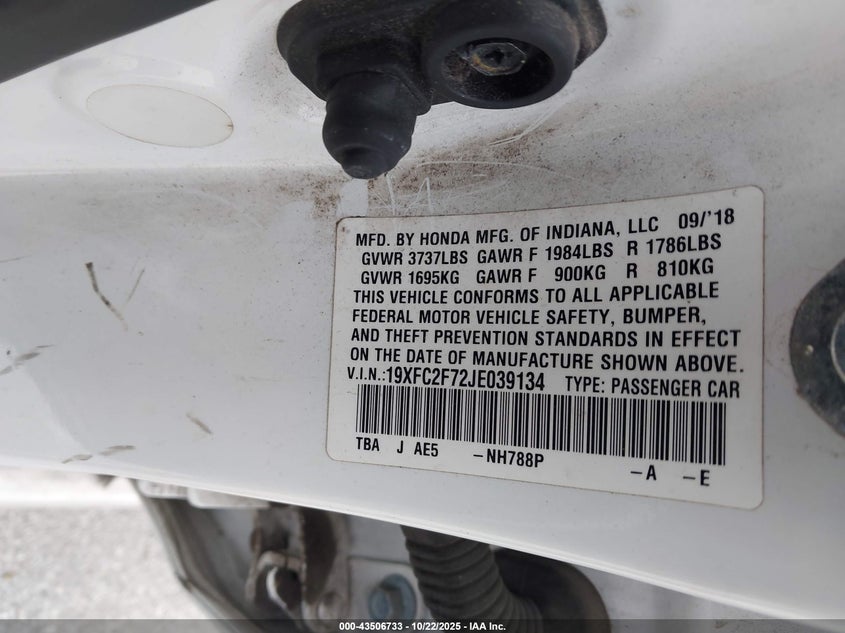 MFD. BY HONDA MFG. OF INDIANA, LLC 09/'18
GVWR 3737LBS GAWR F 1984LBS R 1786LBS
GVWR 1695KG GAWR F 900KG R 810KG
THIS VEHICLE CONFORMS TO ALL APPLICABLE
FEDERAL MOTOR VEHICLE SAFETY, BUMPER,
AND THEFT PREVENTION STANDARDS IN EFFECT
ON THE DATE OF MANUFACTURE SHOWN ABOVE.
V.I.N.:19XFC2F72JE039134 TYPE: PASSENGER CAR
TBA J AE5 -NH788P -A -E
000-43506733 - 10/22/2025 - IAA Inc.